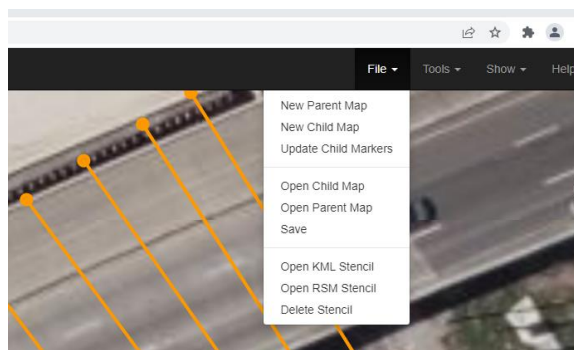 File Tools Show Help
New Parent Map
New Child Map
Update Child Markers
Open Child Map
Open Parent Map
Save
Open KML Stencil
Open RSM Stencil
Delete Stencil